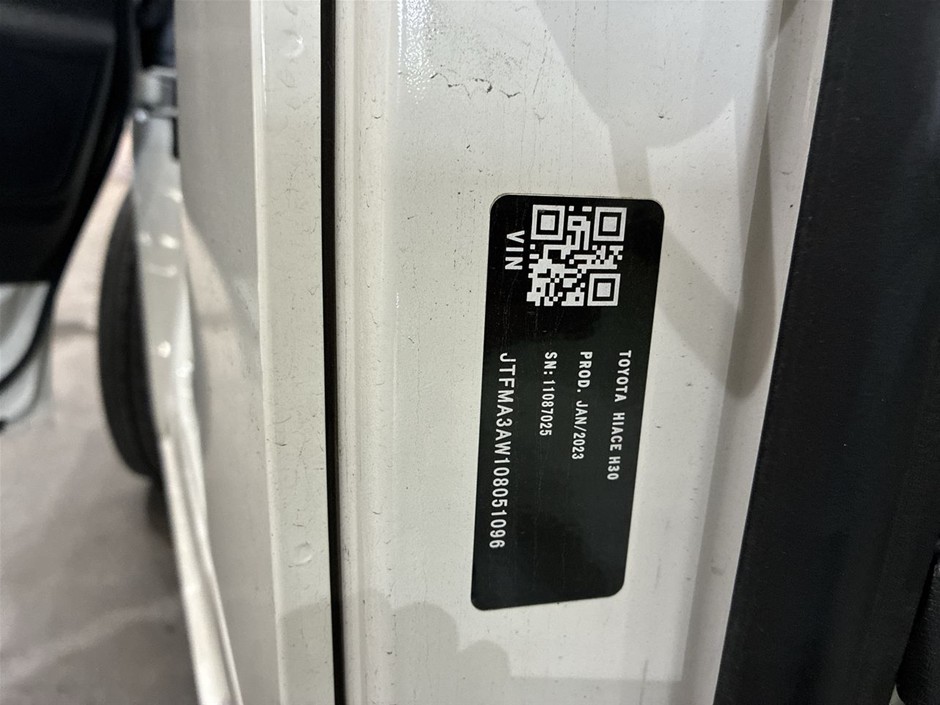 TOYOTA HIACE H30
PROD. JAN/2023
SN:11087025
JTFMA3AW108051096
VIN